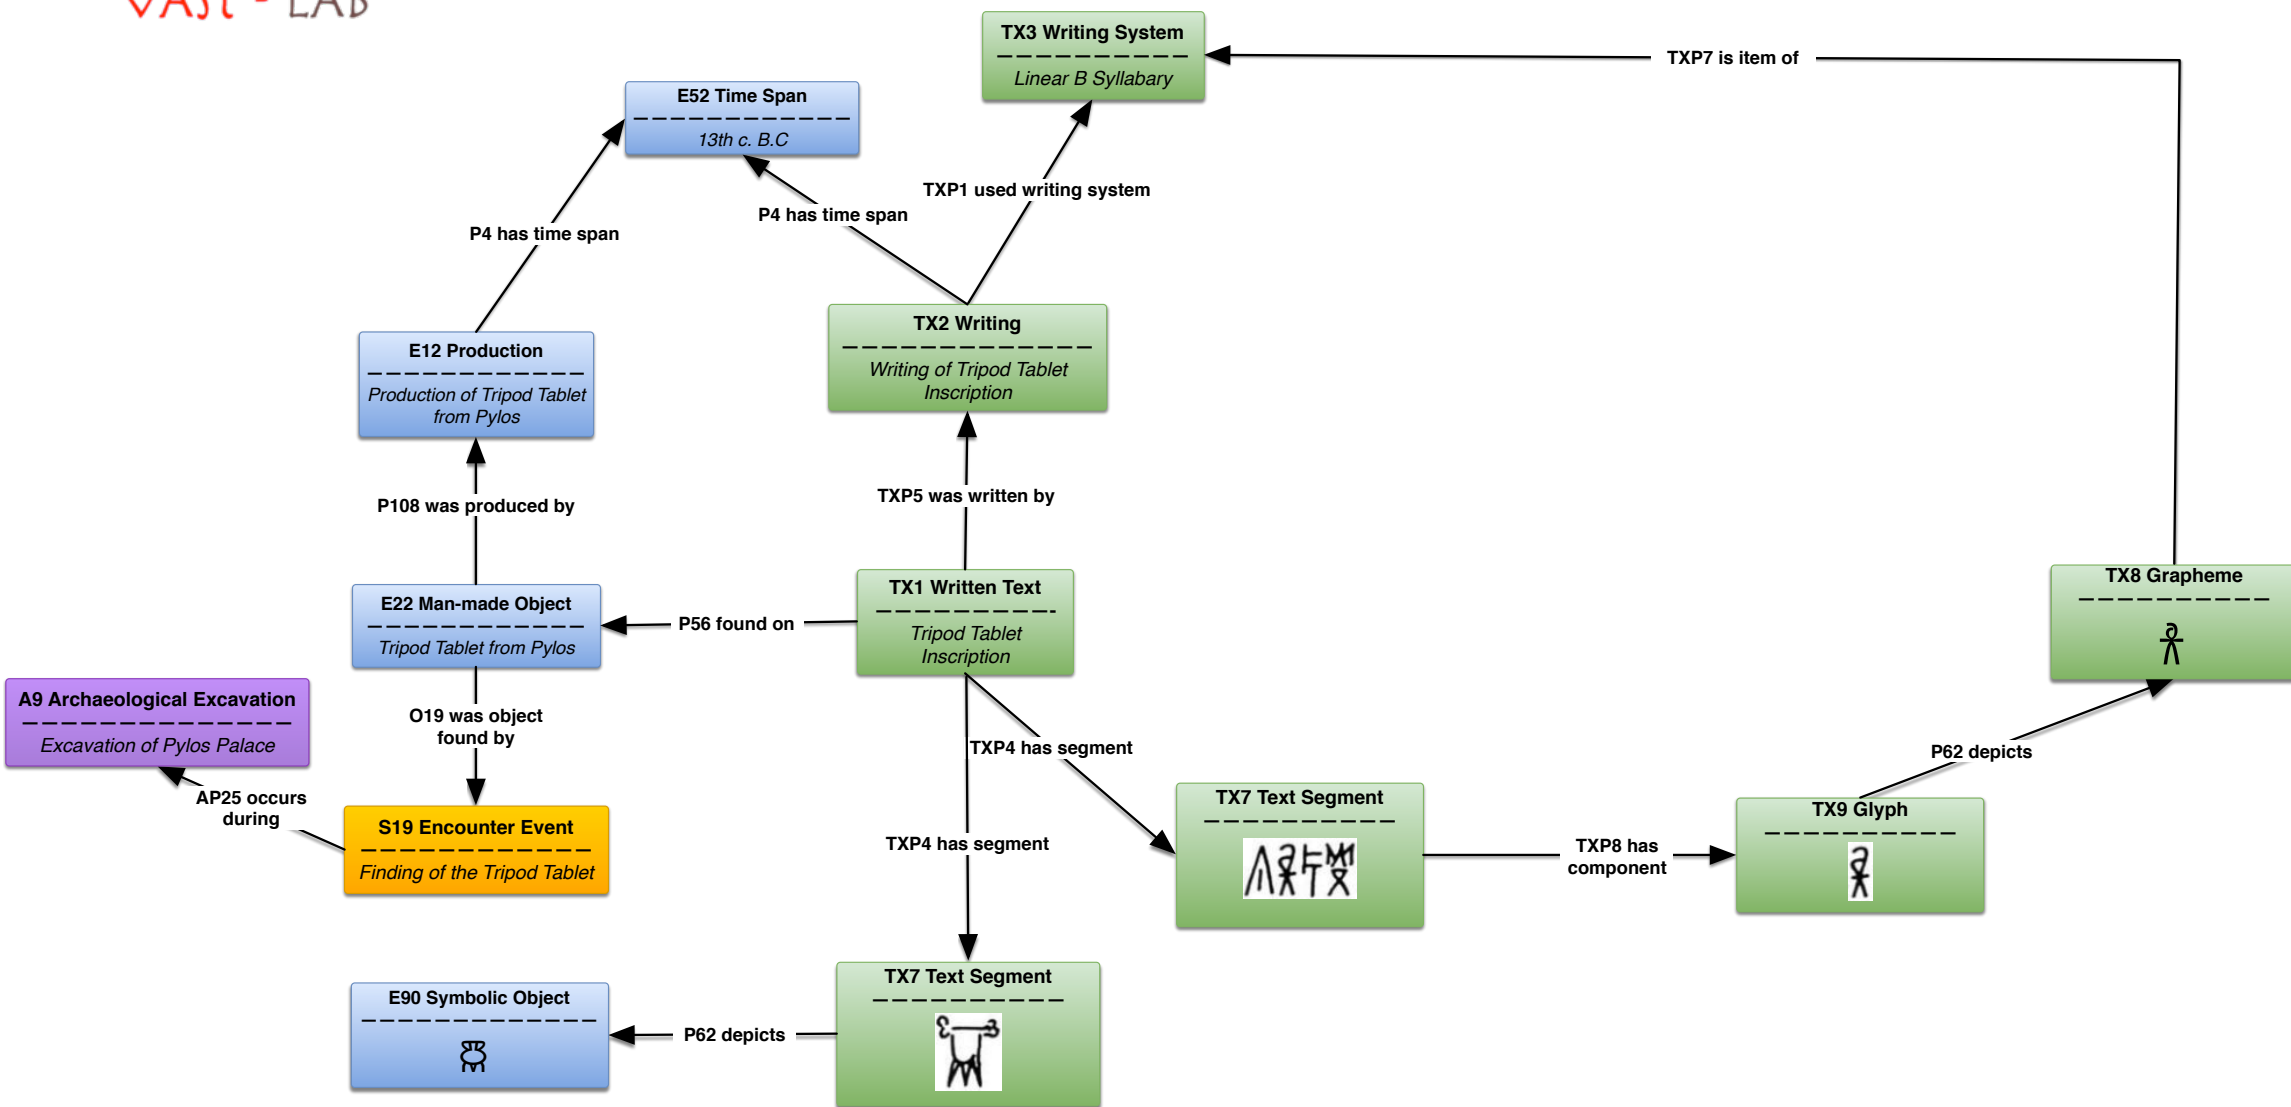 VAST - LAB
TX3 Writing System
Linear B Syllabary
TXP7 is item of
E52 Time Span
13th c. B.C
TXP1 used writing system
P4 has time span
P4 has time span
TX2 Writing
Writing of Tripod Tablet
Inscription
E12 Production
Production of Tripod Tablet
from Pylos
P108 was produced by
TXP5 was written by
TX8 Grapheme
TX1 Written Text
Tripod Tablet
Inscription
E22 Man-made Object
Tripod Tablet from Pylos
P56 found on
A9 Archaeological Excavation
Excavation of Pylos Palace
O19 was object
found by
TXP4 has segment
P62 depicts
AP25 occurs
during
S19 Encounter Event
Finding of the Tripod Tablet
TXP4 has segment
TX7 Text Segment
TXP8 has
component
TX9 Glyph
TX7 Text Segment
E90 Symbolic Object
P62 depicts